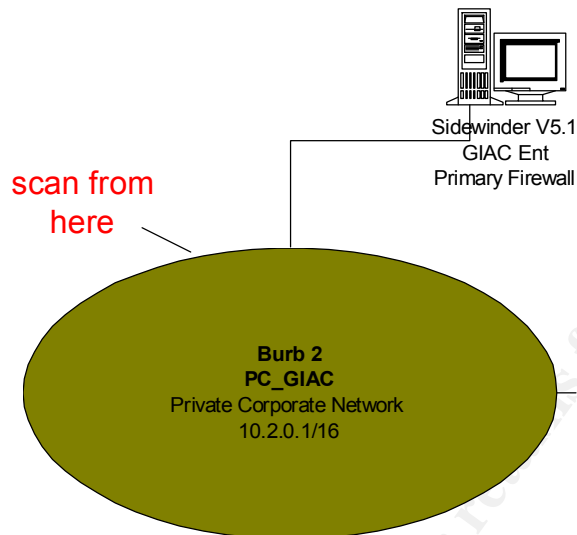 Sidewinder V5.1
GIAC Ent
Primary Firewall
scan from
here
Burb 2
PC_GIAC
Private Corporate Network
10.2.0.1/16